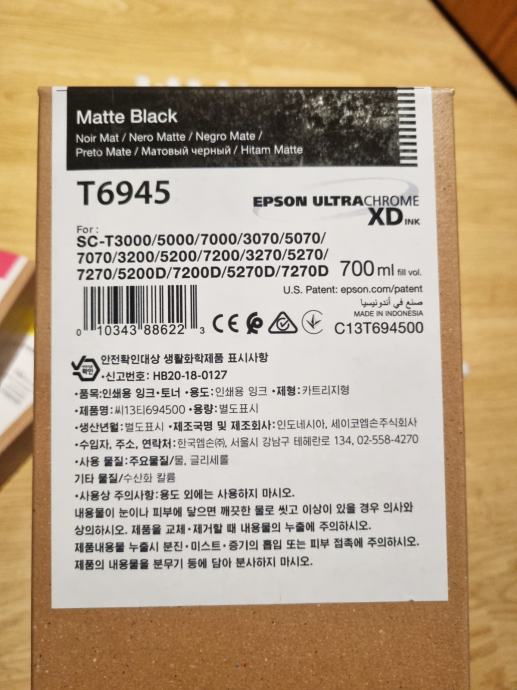 Matte Black
Noir Mat / Nero Matte / Negro Mate /
Preto Mate / Матовый черный / Hitam Matte
T6945
EPSON ULTRACHROME
XD INK
For :
SC-T3000/5000/7000/3070/5070/
7070/3200/5200/7200/3270/5270/
7270/5200D/7200D/5270D/7270D
700 ml fill vol.
U.S. Patent: epson.com/patent
صنع في أندونيسيا
MADE IN INDONESIA
0 10343 88622 3
CE
C13T694500
안전확인대상 생활화학제품 표시사항
•신고번호: HB20-18-0127
•품목:인쇄용 잉크·토너 •용도:인쇄용 잉크 •제형:카트리지형
•제품명:씨13티694500 •용량:별도표시
•생산년월:별도표시 •제조국명 및 제조회사:인도네시아, 세이코엡손주식회사
•수입자, 주소, 연락처:한국엡손㈜, 서울시 강남구 테헤란로 134, 02-558-4270
•사용 물질:주요물질/물, 글리세롤
기타 물질/수산화 칼륨
•사용상 주의사항:용도 외에는 사용하지 마시오.
내용물이 눈이나 피부에 닿으면 깨끗한 물로 씻고 이상이 있을 경우 의사와
상의하시오. 제품을 교체·제거할 때 내용물의 누출에 주의하시오.
제품내용물 누출시 분진·미스트·증기의 흡입 또는 피부 접촉에 주의하시오.
제품의 내용물을 분무기 등에 담아 분사하지 마시오.